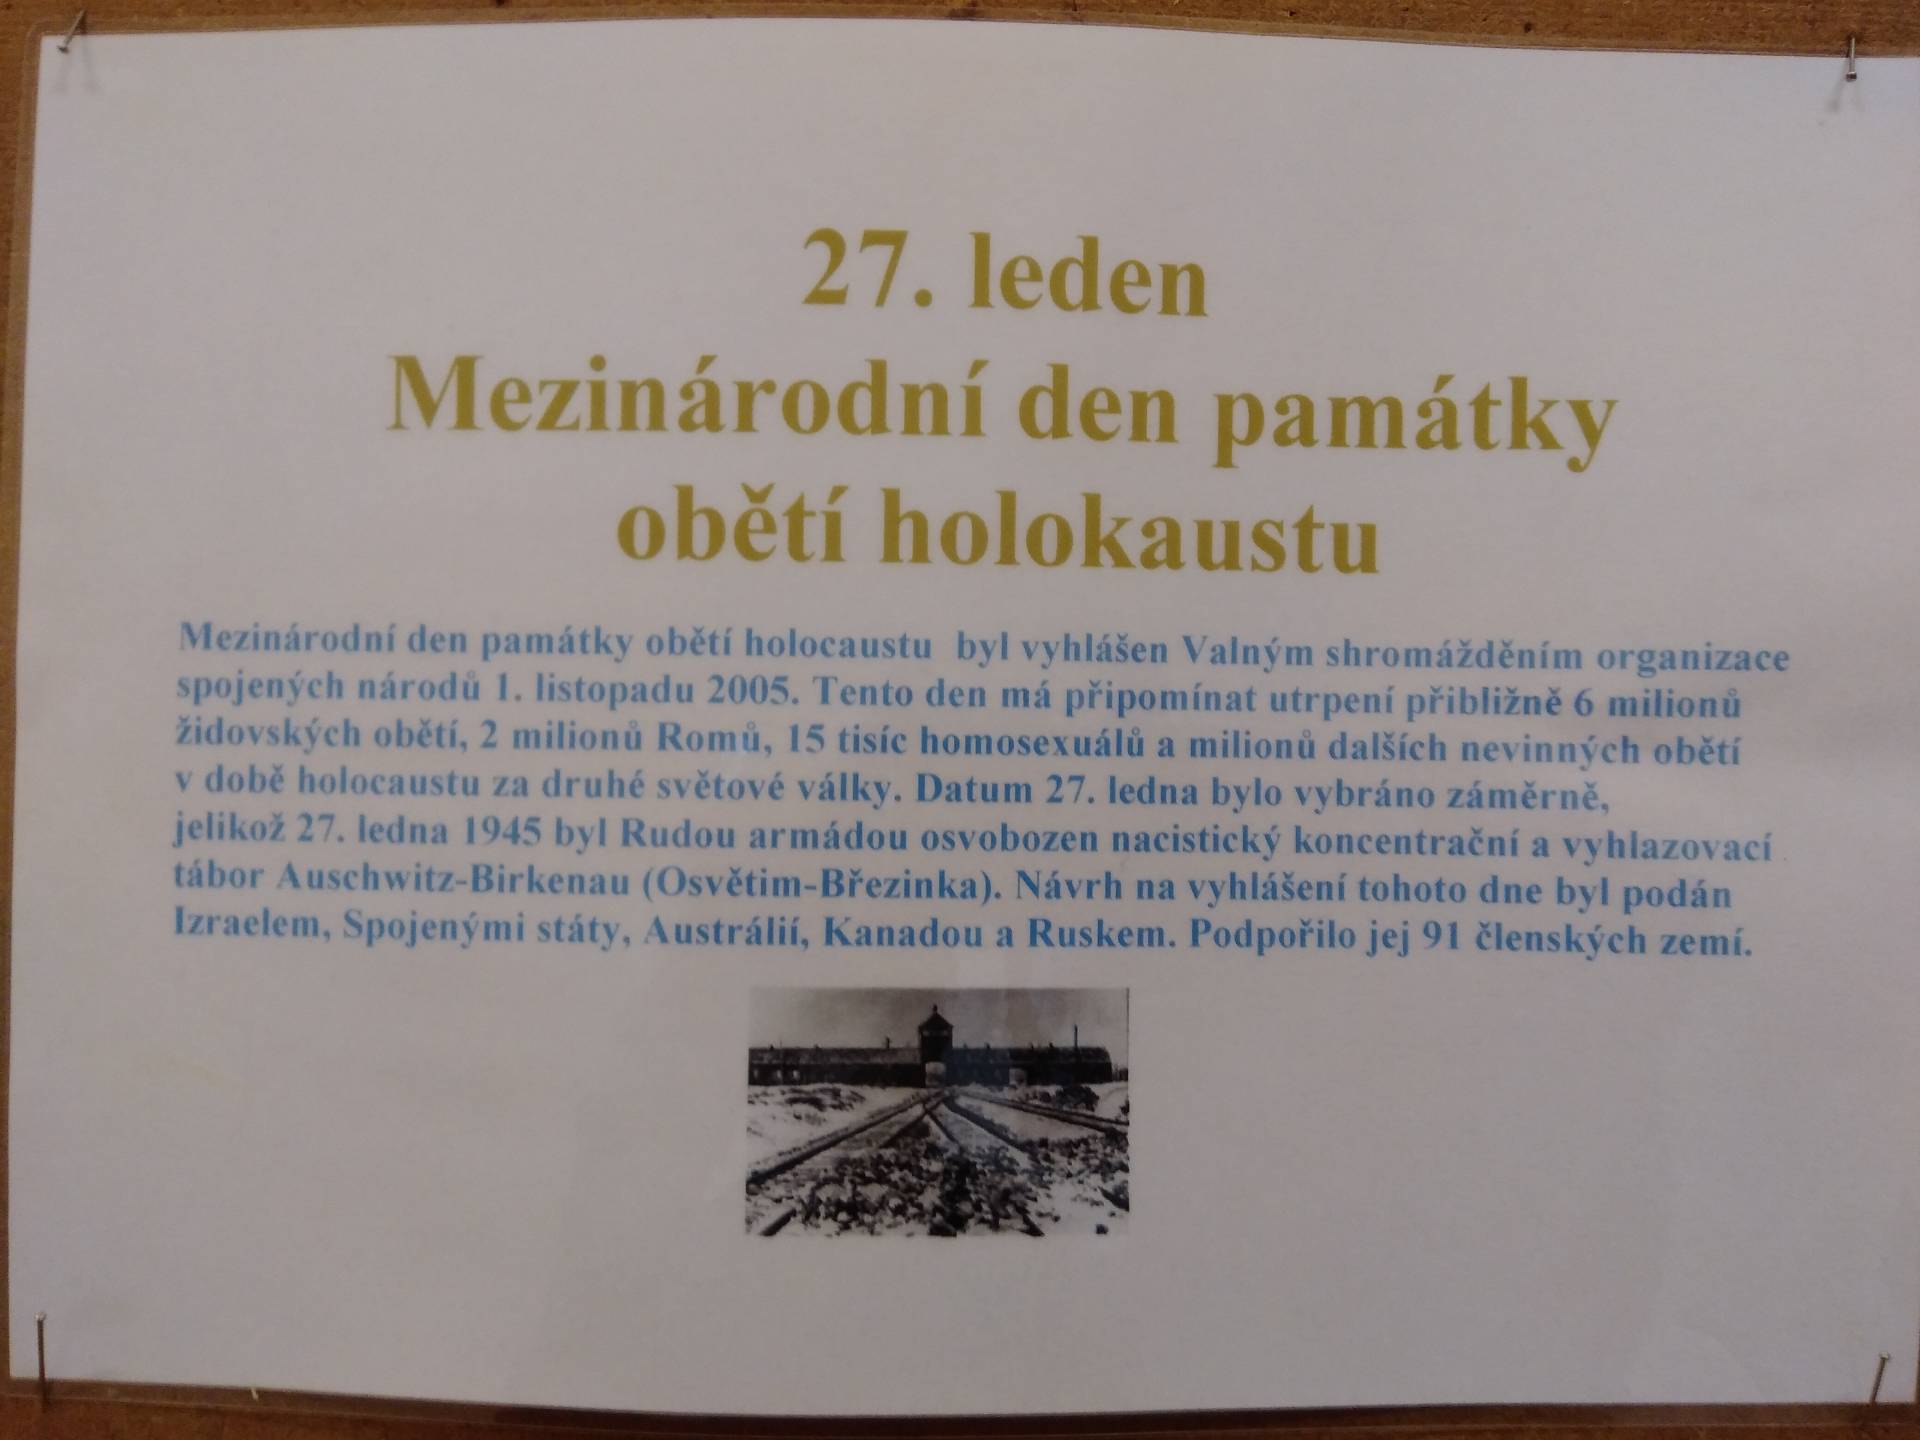 27. leden
Mezinárodní den památky
obětí holokaustu
Mezinárodní den památky obětí holocaustu byl vyhlášen Valným shromážděním organizace
spojených národů 1. listopadu 2005. Tento den má připomínat utrpení přibližně 6 milionů
židovských obětí, 2 milionů Romů, 15 tisíc homosexuálů a milionů dalších nevinných obětí
v době holocaustu za druhé světové války. Datum 27. ledna bylo vybráno záměrně,
jelikož 27. ledna 1945 byl Rudou armádou osvobozen nacistický koncentrační a vyhlazovací
tábor Auschwitz-Birkenau (Osvětim-Březinka). Návrh na vyhlášení tohoto dne byl podán
Izraelem, Spojenými státy, Austrálií, Kanadou a Ruskem. Podpořilo jej 91 členských zemí.